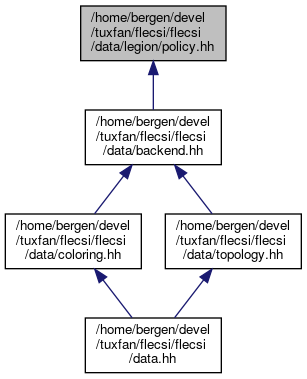 /home/bergen/devel
/tuxfan/flecsi/flecsi
/data/legion/policy.hh
/home/bergen/devel
/tuxfan/flecsi/flecsi
/data/backend.hh
/home/bergen/devel
/tuxfan/flecsi/flecsi
/data/coloring.hh
/home/bergen/devel
/tuxfan/flecsi/flecsi
/data/topology.hh
/home/bergen/devel
/tuxfan/flecsi/flecsi
/data.hh